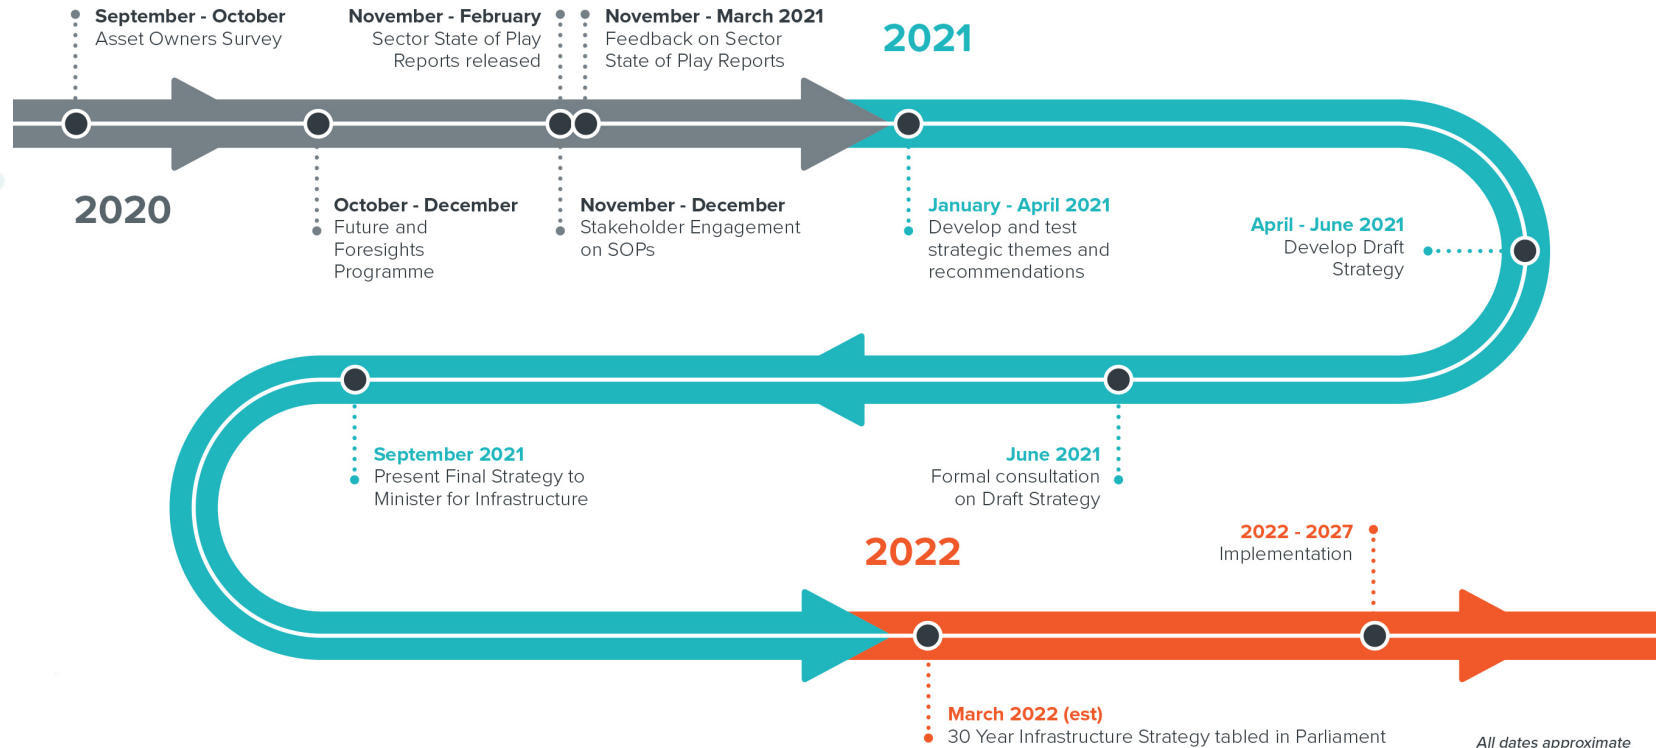 September - October
Asset Owners Survey
November - February
Sector State of Play
Reports released
November - March 2021
Feedback on Sector
State of Play Reports
2021
2020
October - December
Future and
Foresights
Programme
November - December
Stakeholder Engagement
on SOPs
January - April 2021
Develop and test
strategic themes and
recommendations
April - June 2021
Develop Draft
Strategy
September 2021
Present Final Strategy to
Minister for Infrastructure
June 2021
Formal consultation
on Draft Strategy
2022
2022 - 2027
Implementation
March 2022 (est)
30 Year Infrastructure Strategy tabled in Parliament
All dates approximate